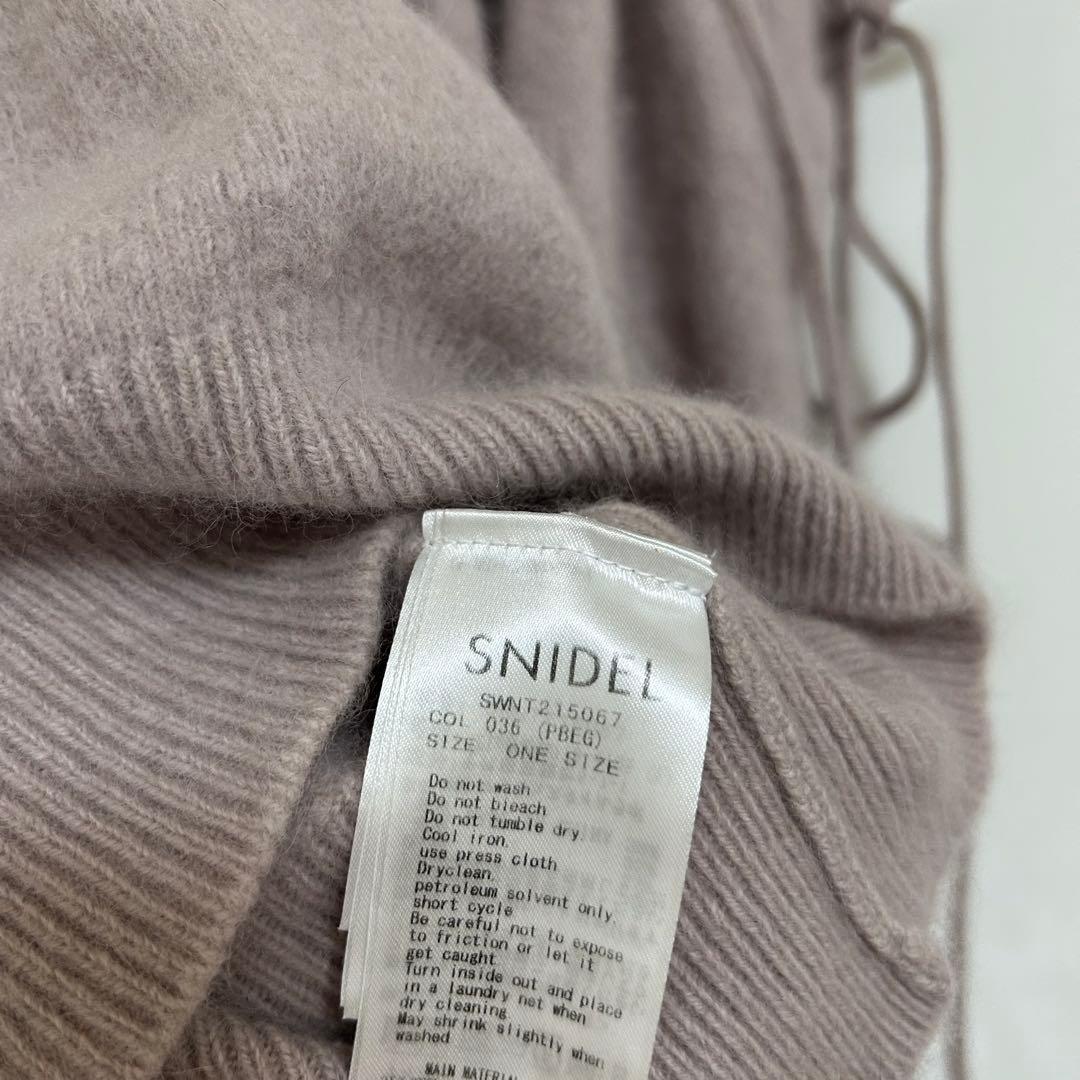 SNIDEL
SWNT215067
COL 036 (PBEG)
SIZE ONE SIZE
Do not wash
Do not bleach
Do not tumble dry.
Cool iron,
use press cloth
Dryclean,
petroleum solvent only,
short cycle
Be careful not to expose
to friction or let it
get caught
Turn inside out and place
in a laundry net when
dry cleaning
May shrink slightly when
washed
MAIN MATERIAL